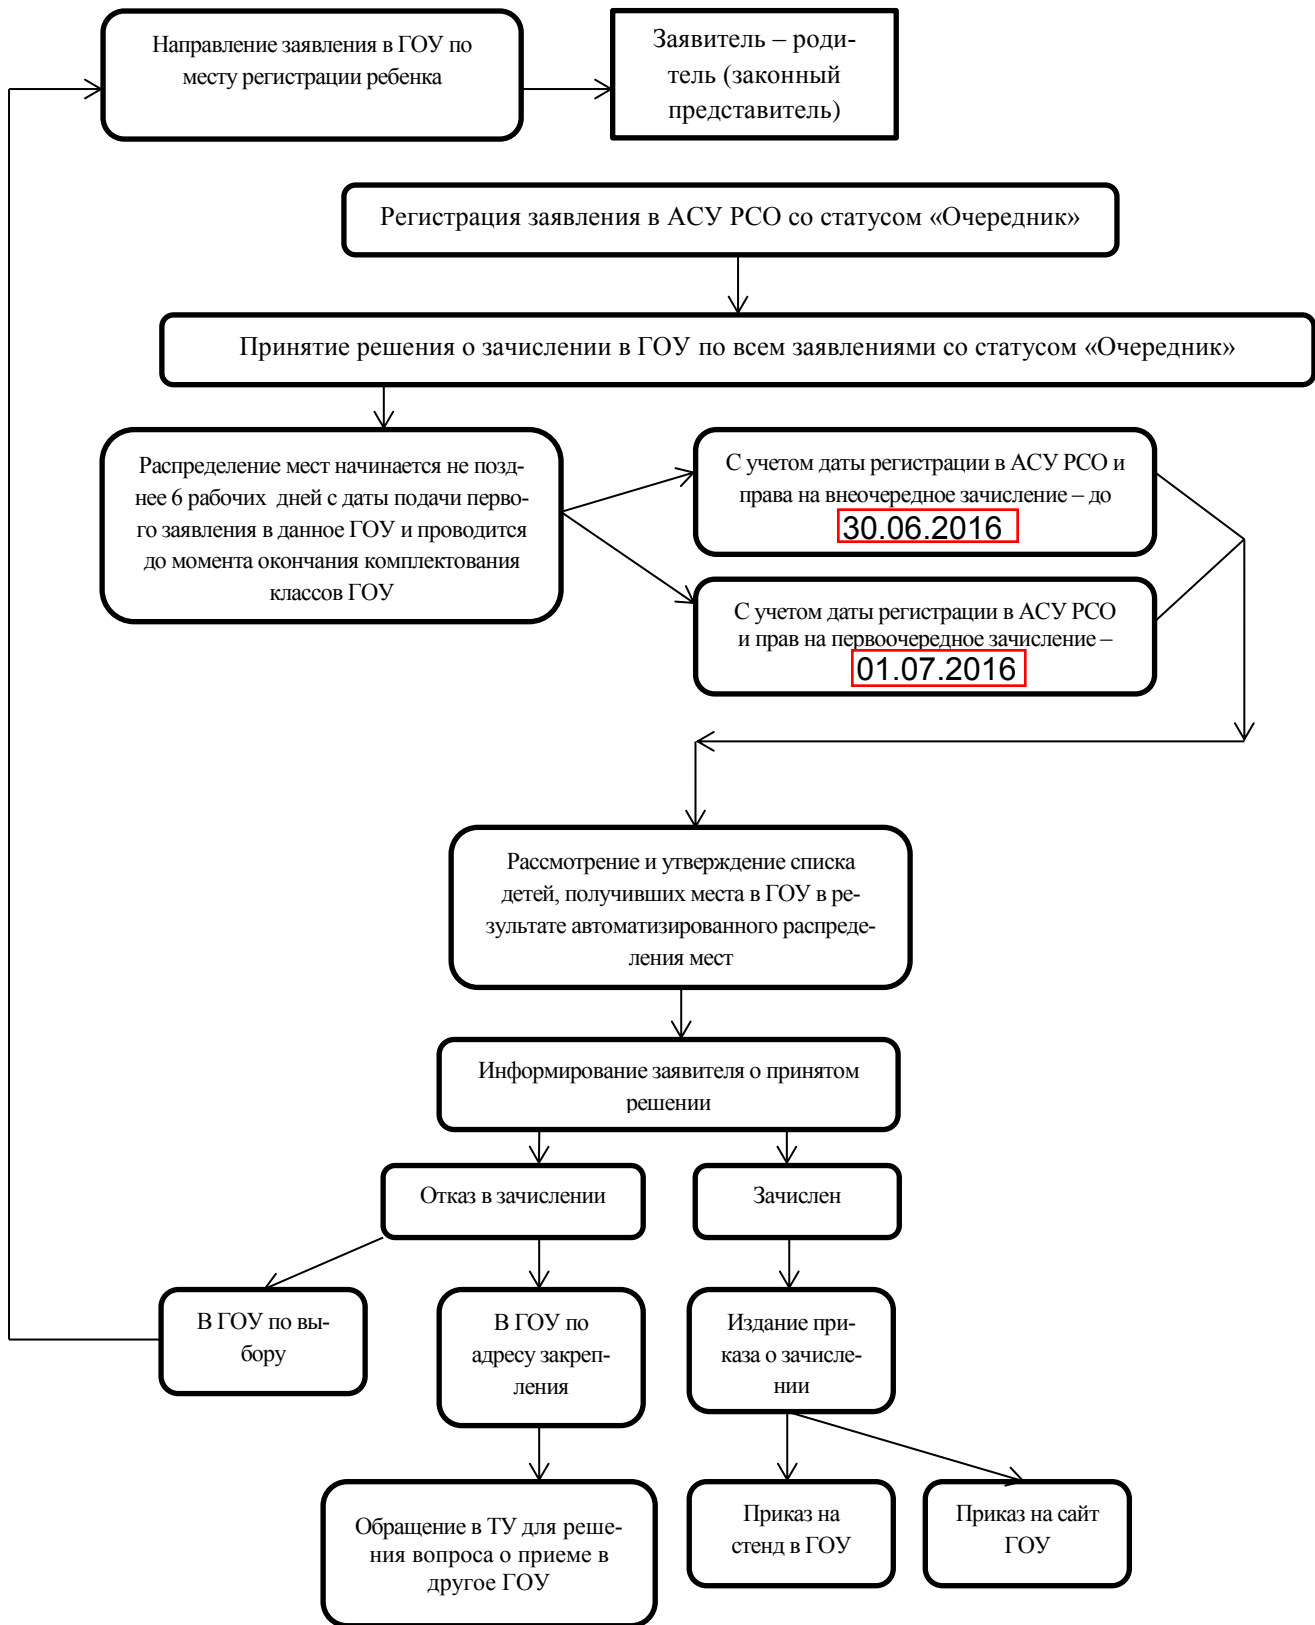 Направление заявления в ГОУ по
месту регистрации ребенка
Заявитель – роди-
тель (законный
представитель)
Регистрация заявления в АСУ РСО со статусом «Очередник»
Принятие решения о зачислении в ГОУ по всем заявлениями со статусом «Очередник»
Распределение мест начинается не позд-
нее 6 рабочих дней с даты подачи перво-
го заявления в данное ГОУ и проводится
до момента окончания комплектования
классов ГОУ
С учетом даты регистрации в АСУ РСО и
права на внеочередное зачисление – до
30.06.2016
С учетом даты регистрации в АСУ РСО
и прав на первоочередное зачисление –
01.07.2016
Рассмотрение и утверждение списка
детей, получивших места в ГОУ в ре-
зультате автоматизированного распреде-
ления мест
Информирование заявителя о принятом
решении
Отказ в зачислении
Зачислен
В ГОУ по вы-
бору
В ГОУ по
адресу закреп-
ления
Издание при-
каза о зачисле-
нии
Обращение в ТУ для реше-
ния вопроса о приеме в
другое ГОУ
Приказ на
стенд в ГОУ
Приказ на сайт
ГОУ